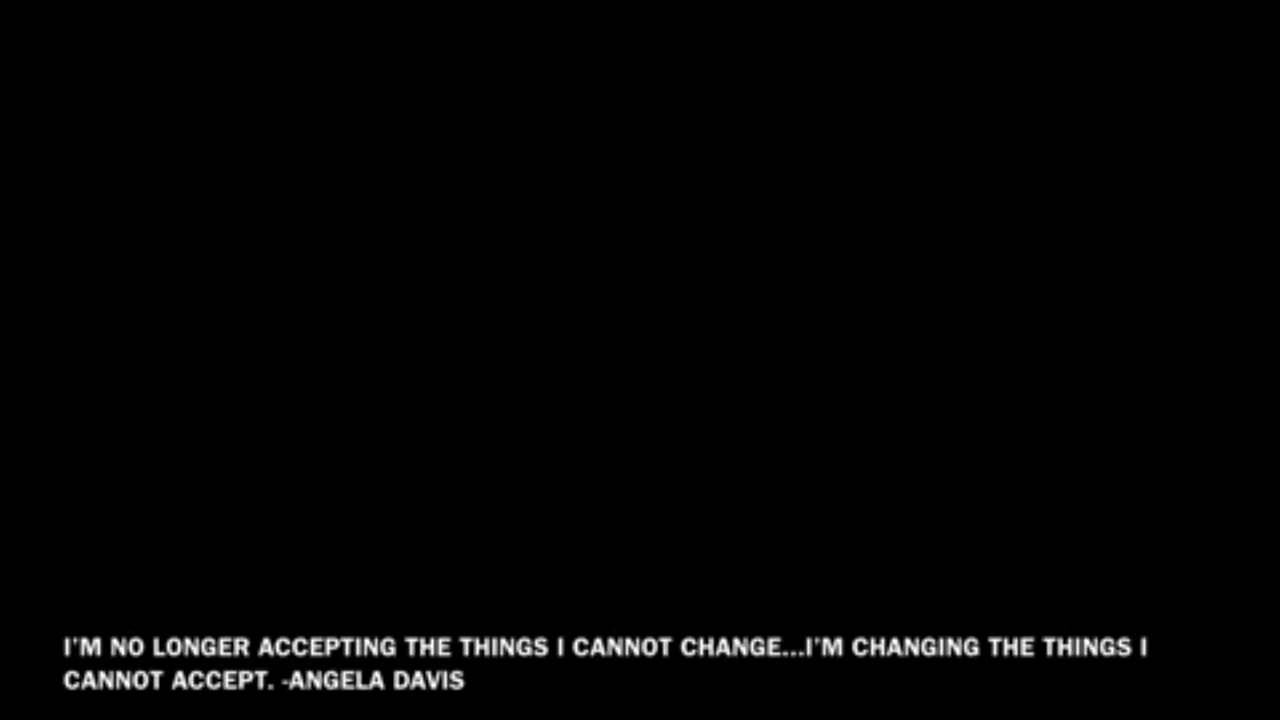 I'M NO LONGER ACCEPTING THE THINGS I CANNOT CHANGE...I'M CHANGING THE THINGS I
CANNOT ACCEPT. -ANGELA DAVIS